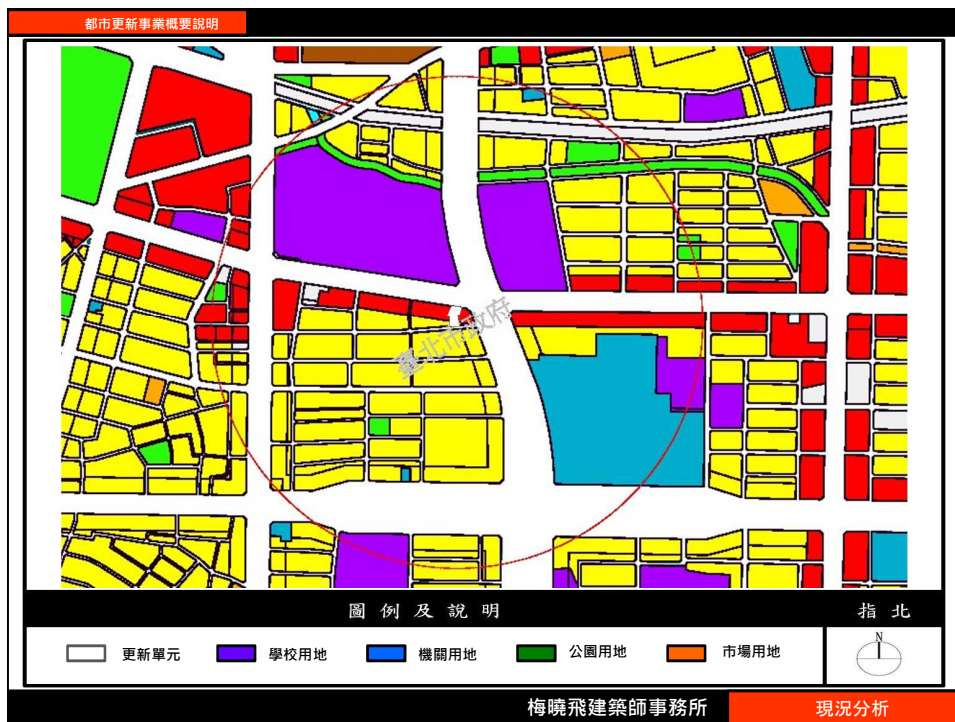 都市更新事業概要說明
臺北市政府
圖例及說明
指北
更新單元
學校用地
機關用地
公園用地
市場用地
N
梅曉飛建築師事務所
現況分析